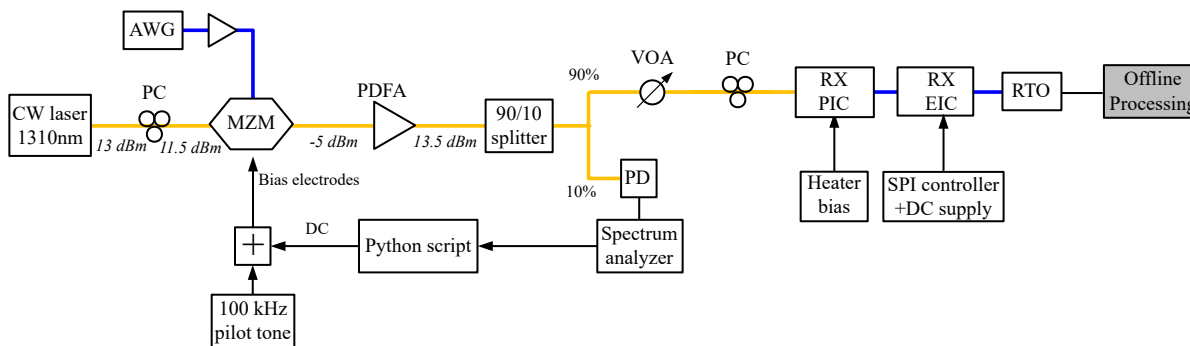 AWG
CW laser
1310nm
PC
13 dBm
11.5 dBm
MZM
-5 dBm
PDFA
13.5 dBm
90/10
splitter
90%
10%
VOA
PC
RX
PIC
RX
EIC
RTO
Offline
Processing
PD
Heater
bias
SPI controller
+DC supply
Bias electrodes
DC
Python script
Spectrum
analyzer
100 kHz
pilot tone